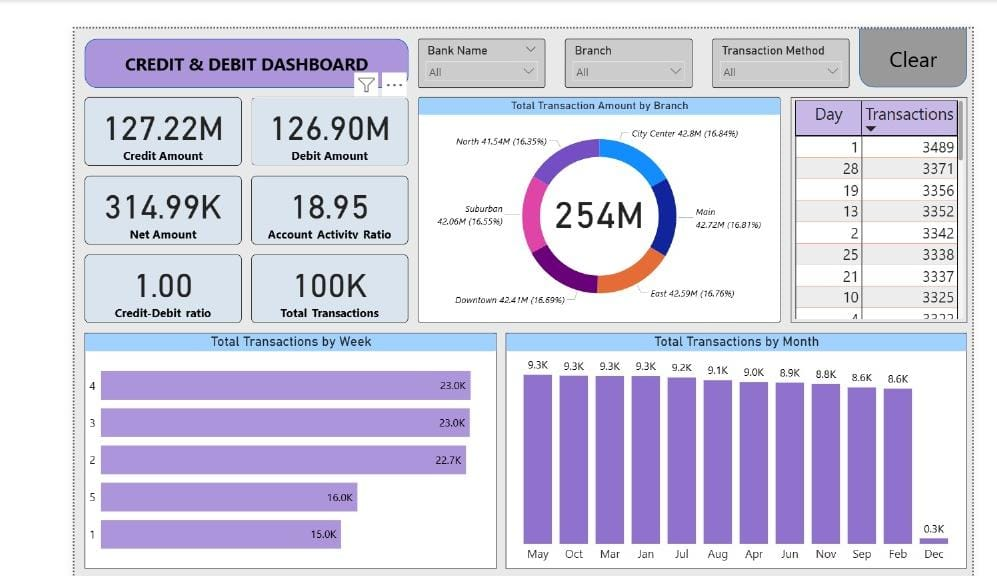 CREDIT & DEBIT DASHBOARD
Bank Name
All
Branch
All
Transaction Method
All
Clear
127.22M
Credit Amount
126.90M
Debit Amount
314.99K
Net Amount
18.95
Account Activity Ratio
1.00
Credit-Debit ratio
100K
Total Transactions
Total Transaction Amount by Branch
North 41.54M (16.35%)
City Center 42.8M (16.84%)
Suburban
42.06M (16.55%)
254M
Main
42.72M (16.81%)
Downtown 42.41M (16.69%)
East 42.59M (16.76%)
Day Transactions
1 3489
28 3371
19 3356
13 3352
2 3342
25 3338
21 3337
10 3325
Total Transactions by Week
4 23.0K
3 23.0K
2 22.7K
5 16.0K
1 15.0K
Total Transactions by Month
9.3K 9.3K 9.3K 9.3K 9.2K 9.1K 9.0K 8.9K 8.8K 8.6K 8.6K 0.3K
May Oct Mar Jan Jul Aug Apr Jun Nov Sep Feb Dec